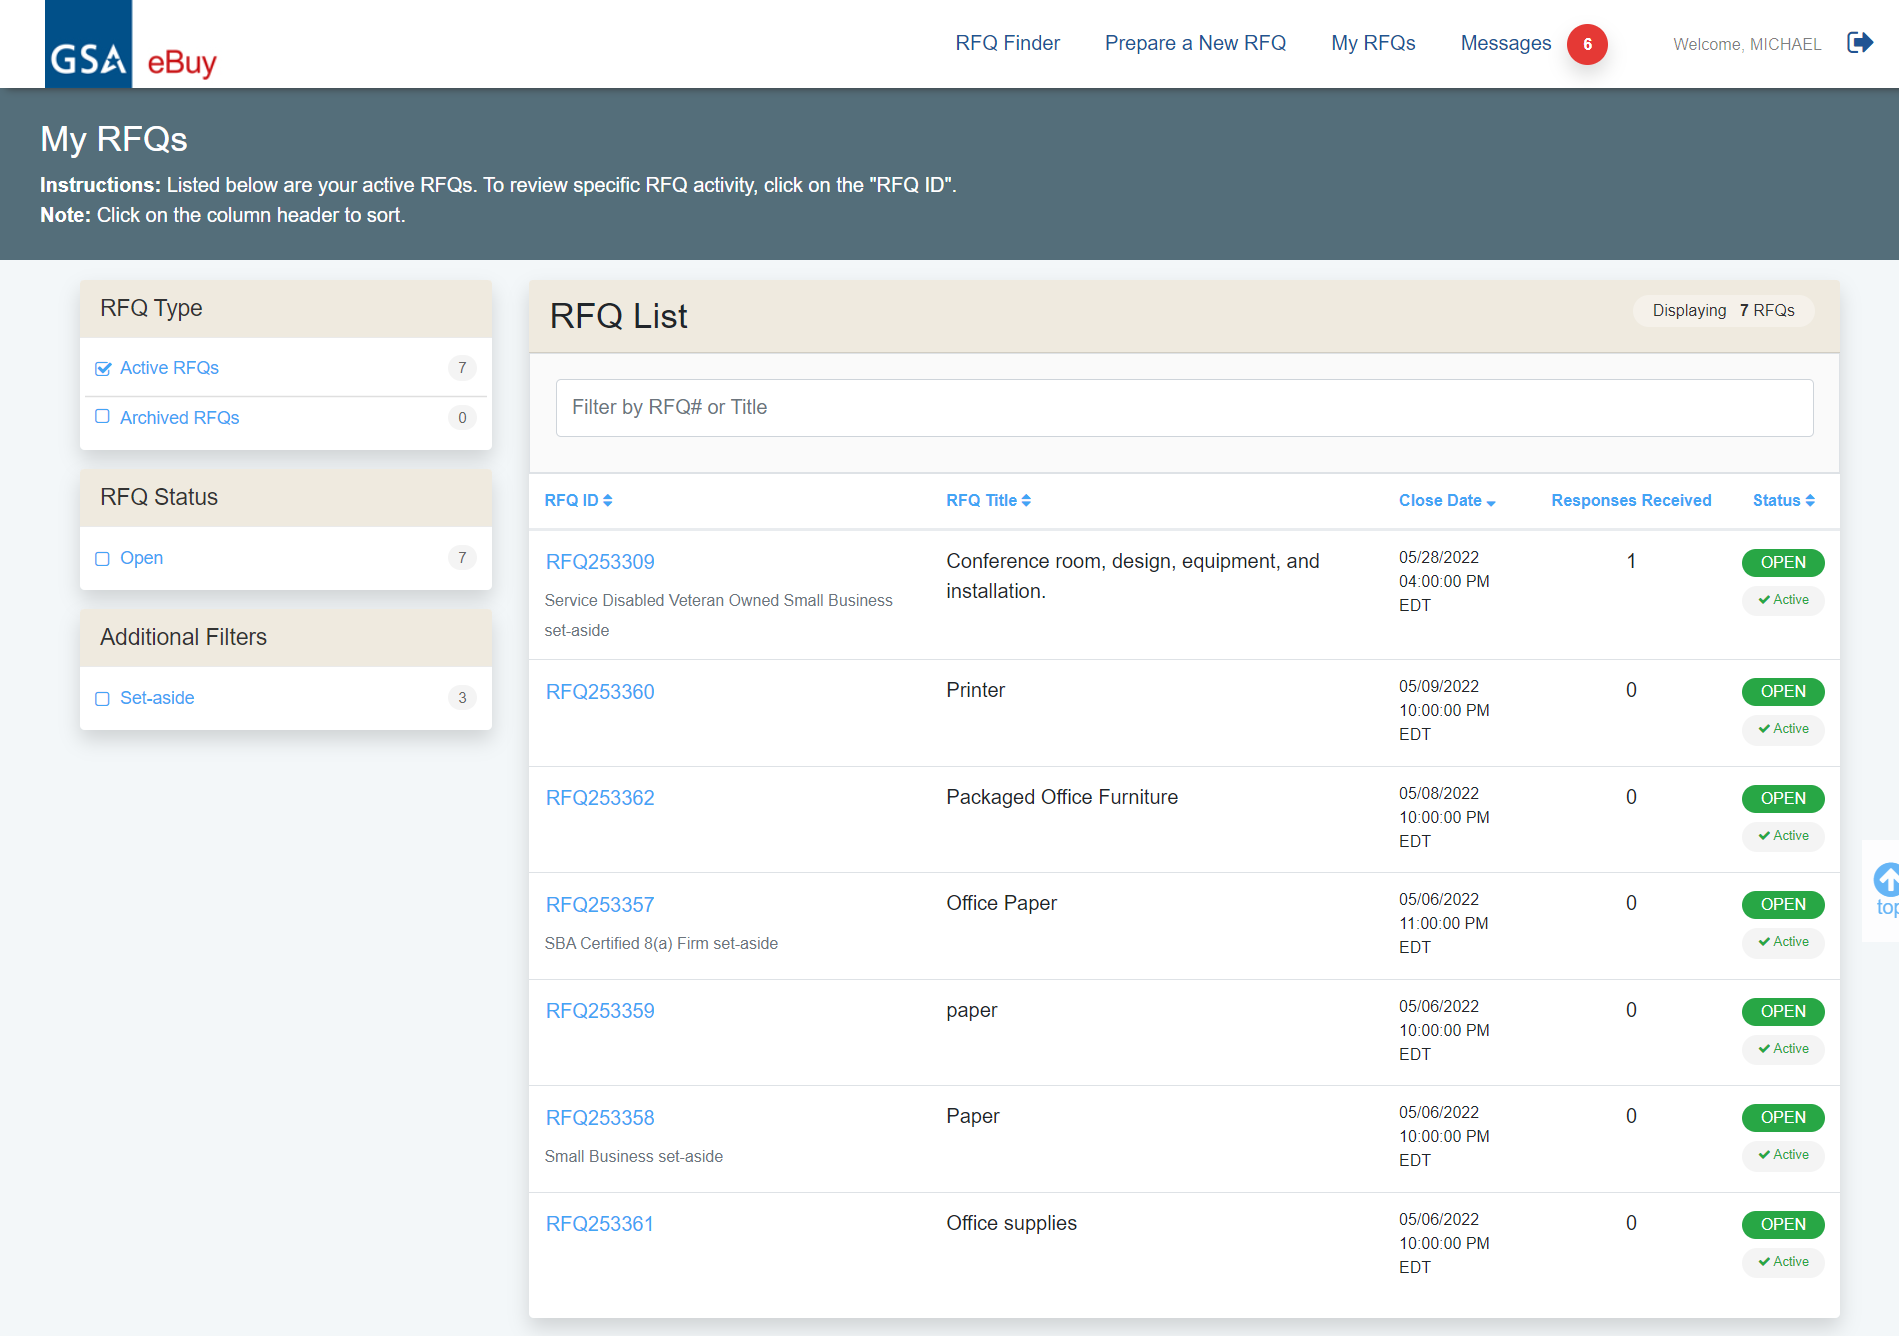 GSA eBuy
RFQ Finder Prepare a New RFQ My RFQs Messages 6 Welcome, MICHAEL
My RFQs
Instructions: Listed below are your active RFQs. To review specific RFQ activity, click on the "RFQ ID".
Note: Click on the column header to sort.
RFQ Type
Active RFQs 7
Archived RFQs 0
RFQ Status
Open 7
Additional Filters
Set-aside 3
RFQ List Displaying 7 RFQs
Filter by RFQ# or Title
RFQ ID RFQ Title Close Date Responses Received Status
RFQ253309 Conference room, design, equipment, and 05/28/2022 1 OPEN
installation. 04:00:00 PM
Service Disabled Veteran Owned Small Business EDT Active
set-aside
RFQ253360 Printer 05/09/2022 0 OPEN
10:00:00 PM
EDT Active
RFQ253362 Packaged Office Furniture 05/08/2022 0 OPEN
10:00:00 PM
EDT Active
RFQ253357 Office Paper 05/06/2022 0 OPEN
11:00:00 PM
SBA Certified 8(a) Firm set-aside EDT Active
RFQ253359 paper 05/06/2022 0 OPEN
10:00:00 PM
EDT Active
RFQ253358 Paper 05/06/2022 0 OPEN
10:00:00 PM
Small Business set-aside EDT Active
RFQ253361 Office supplies 05/06/2022 0 OPEN
10:00:00 PM
EDT Active
top